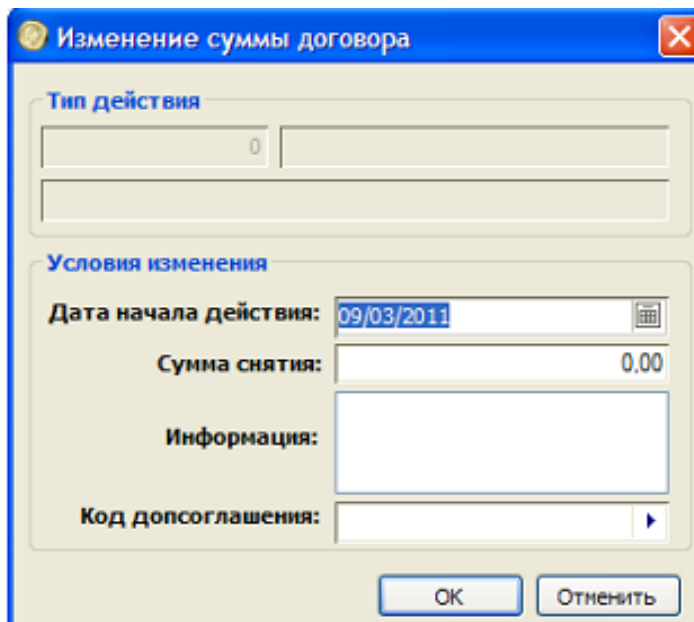 Изменение суммы договора
Тип действия
0
Условия изменения
Дата начала действия: 09/03/2011
Сумма снятия: 0.00
Информация:
Код допсоглашения:
OK Отменить